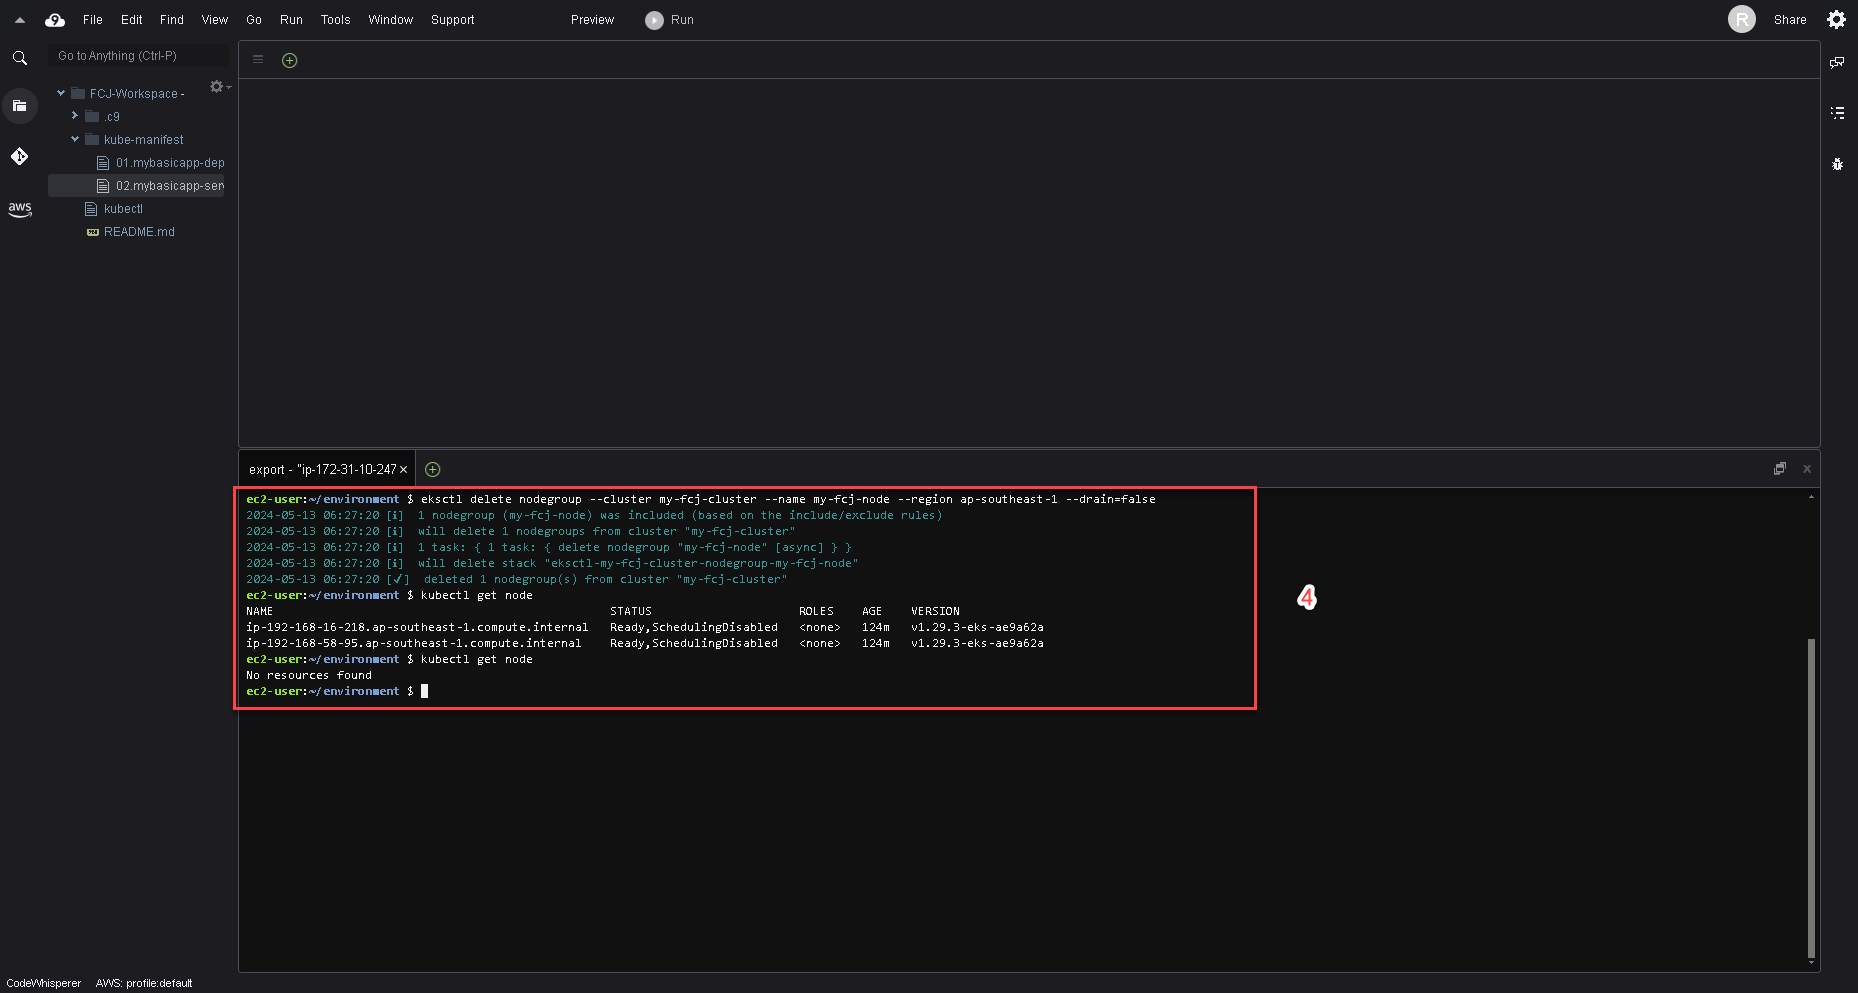 File Edit Find View Go Run Tools Window Support Preview Run R Share
Go to Anything (Ctrl-P)
FCJ-Workspace -
.c9
kube-manifest
01.mybasicapp-dep
02.mybasicapp-ser
kubectl
README.md
aws
export - "ip-172-31-10-247
ec2-user:~/environment $ eksctl delete nodegroup --cluster my-fcj-cluster --name my-fcj-node --region ap-southeast-1 --drain=false
2024-05-13 06:27:20 [ℹ]  1 nodegroup (my-fcj-node) was included (based on the include/exclude rules)
2024-05-13 06:27:20 [ℹ]  will delete 1 nodegroups from cluster "my-fcj-cluster"
2024-05-13 06:27:20 [ℹ]  1 task: { 1 task: { delete nodegroup "my-fcj-node" [async] } }
2024-05-13 06:27:20 [ℹ]  will delete stack "eksctl-my-fcj-cluster-nodegroup-my-fcj-node"
2024-05-13 06:27:20 [✔]  deleted 1 nodegroup(s) from cluster "my-fcj-cluster"
ec2-user:~/environment $ kubectl get node
NAME STATUS ROLES AGE VERSION
ip-192-168-16-218.ap-southeast-1.compute.internal Ready,SchedulingDisabled <none> 124m v1.29.3-eks-ae9a62a
ip-192-168-58-95.ap-southeast-1.compute.internal Ready,SchedulingDisabled <none> 124m v1.29.3-eks-ae9a62a
ec2-user:~/environment $ kubectl get node
No resources found
ec2-user:~/environment $
4
CodeWhisperer AWS: profile:default